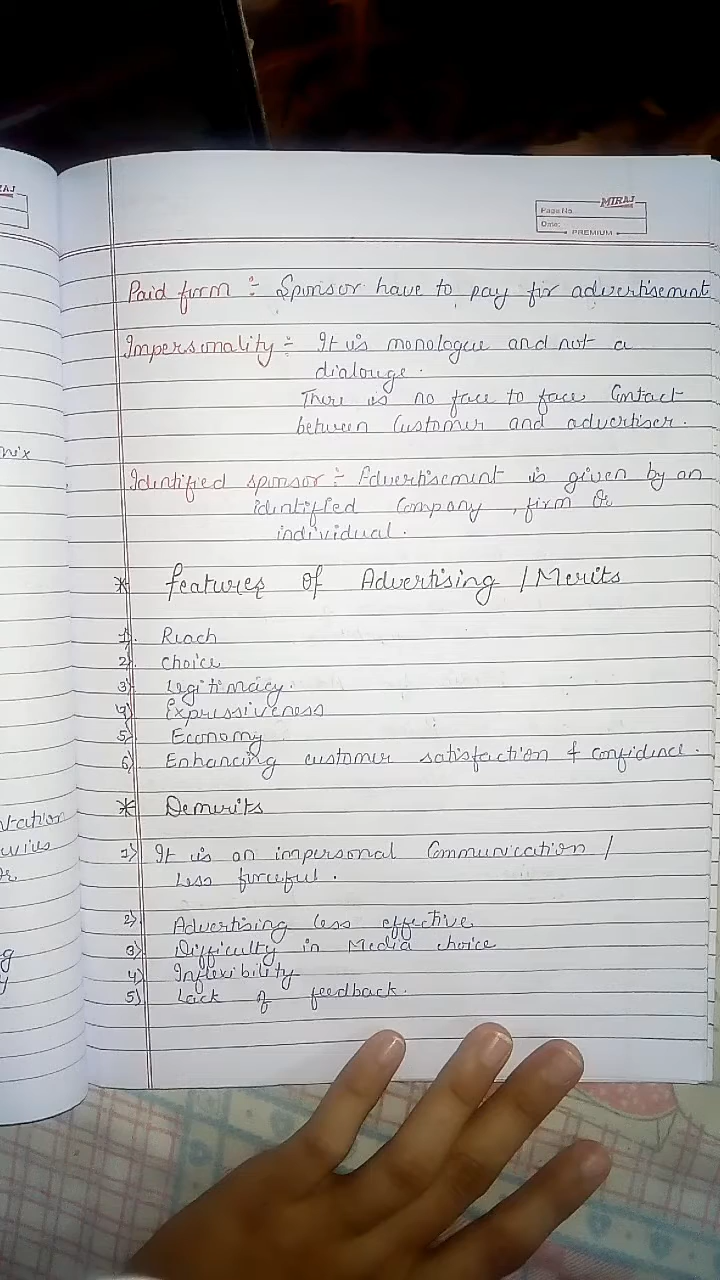 RAJ
MIRAJ
Page No.
Date:
PREMIUM
Paid form :- Sponsor have to pay for advertisement
Impersonality :- It is monologue and not a
dialouge.
There is no face to face Contact
between Customer and advertiser.
mix
Identified sponsor :- Advertisement is given by an
identified Company, firm or
individual.
* features of Advertising / Merits
1). Reach
2). choice
3) Legitimacy.
4) Expressiveness
5) Economy
6) Enhancing customer satisfaction & confidence.
* Demerits
1) It is an impersonal Communication /
Less forceful.
2) Advertising less effective
3) Difficulty in Media choice
4) Inflexibility
5) Lack of feedback.